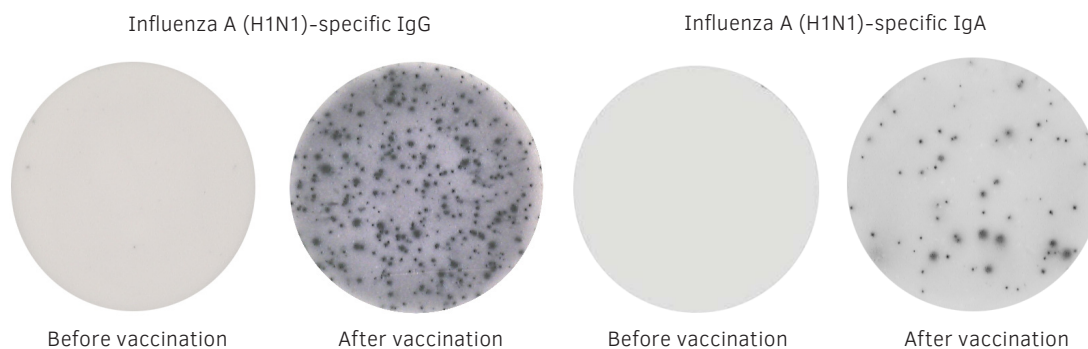 Influenza A (H1N1)-specific IgG
Influenza A (H1N1)-specific IgA
Before vaccination
After vaccination
Before vaccination
After vaccination